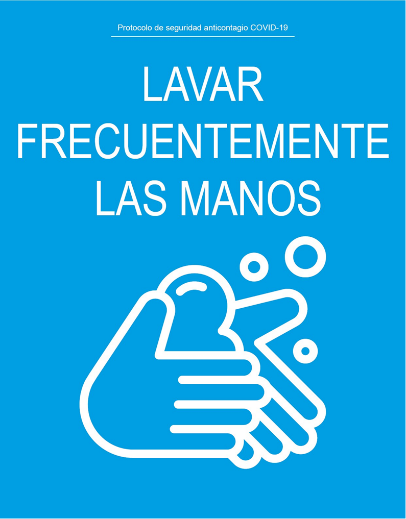 Protocolo de seguridad anticontagio COVID-19
LAVAR
FRECUENTEMENTE
LAS MANOS